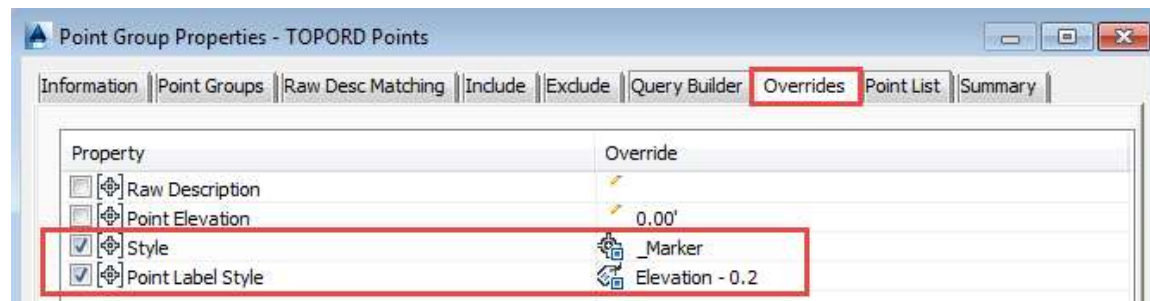 Point Group Properties - TOPORD Points
Information Point Groups Raw Desc Matching Include Exclude Query Builder Overrides Point List Summary
Property Override
Raw Description
Point Elevation 0.00'
Style _Marker
Point Label Style Elevation - 0.2